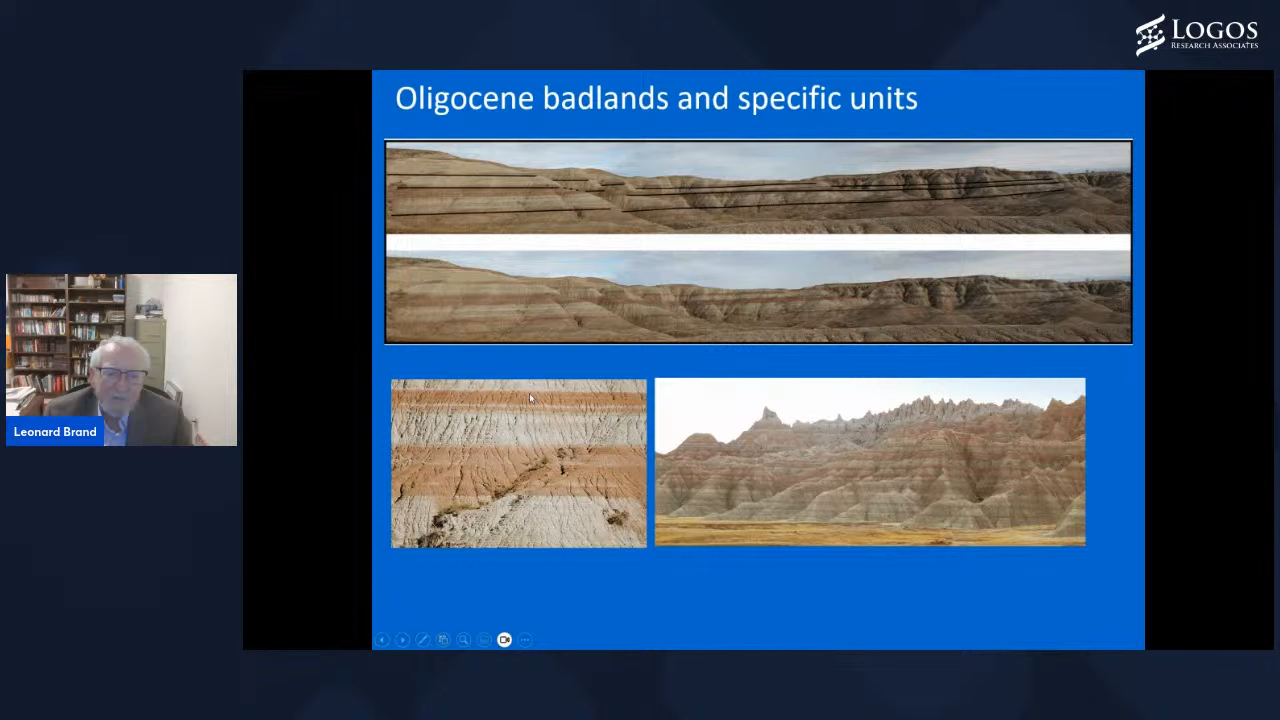 LOGOS
RESEARCH ASSOCIATES
Oligocene badlands and specific units
Leonard Brand